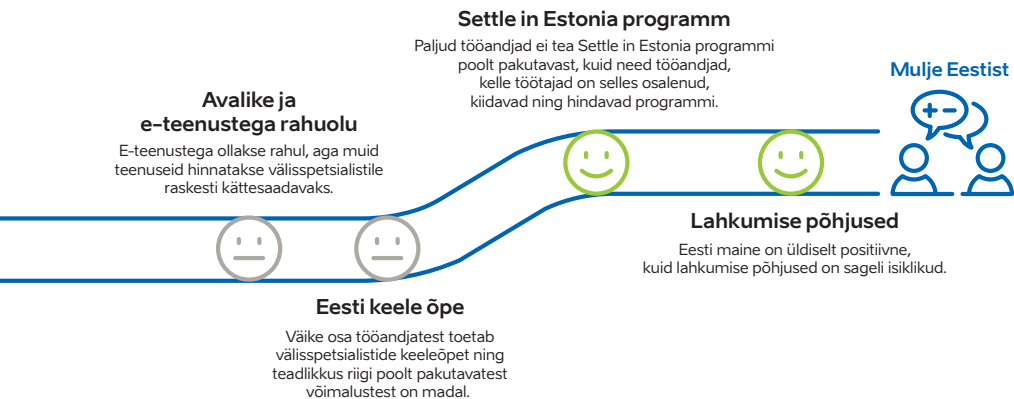 Settle in Estonia programm
Paljud tööandjad ei tea Settle in Estonia programmi
poolt pakutavast, kuid need tööandjad,
kelle töötajad on selles osalenud,
kiidavad ning hindavad programmi.
Mulje Eestist
Avalike ja
e-teenustega rahuolu
E-teenustega ollakse rahul, aga muid
teenuseid hinnatakse välisspetsialistile
raskesti kättesaadavaks.
Lahkumise põhjused
Eesti maine on üldiselt positiivne,
kuid lahkumise põhjused on sageli isiklikud.
Eesti keele õpe
Väike osa tööandjatest toetab
välisspetsialistide keeleõpet ning
teadlikkus riigi poolt pakutavatest
võimalustest on madal.